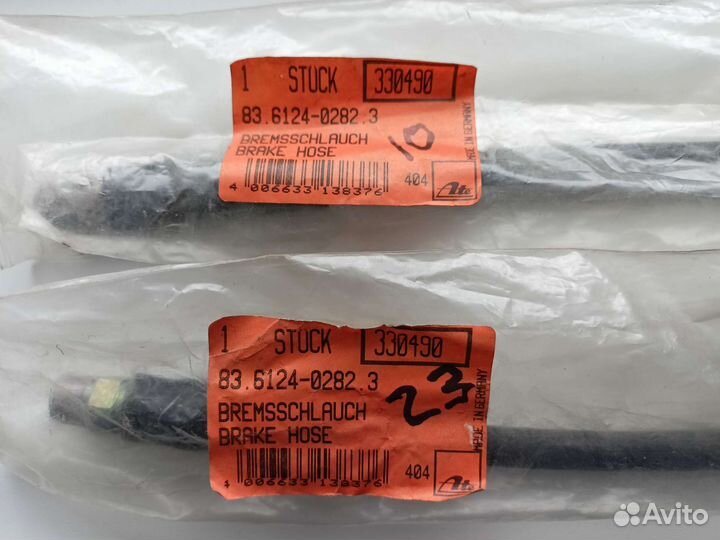 1 STUCK 330490
83.6124-0282.3
BREMSSCHLAUCH
BRAKE HOSE
10
4 006633 138376
404 Ate
MADE IN GERMANY
1 STUCK 330490
83.6124-0282.3
BREMSSCHLAUCH
BRAKE HOSE
23
4 006633 138376
404 Ate
MADE IN GERMANY
Avito